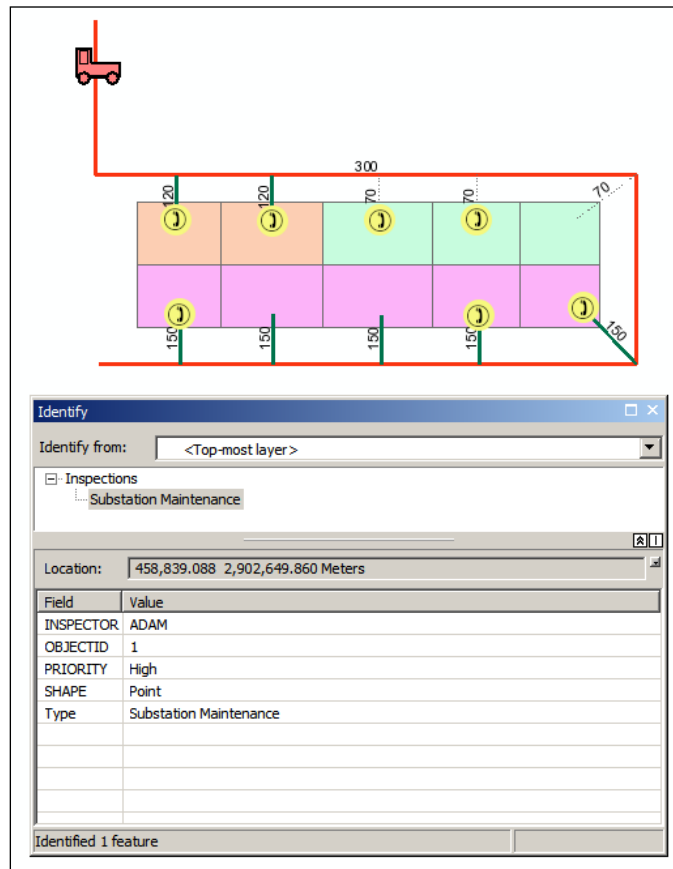 300
120 120 70 70 70
150 150 150 150 150
Identify
Identify from: <Top-most layer>
Inspections
Substation Maintenance
Location: 458,839.088 2,902,649.860 Meters
Field Value
INSPECTOR ADAM
OBJECTID 1
PRIORITY High
SHAPE Point
Type Substation Maintenance
Identified 1 feature